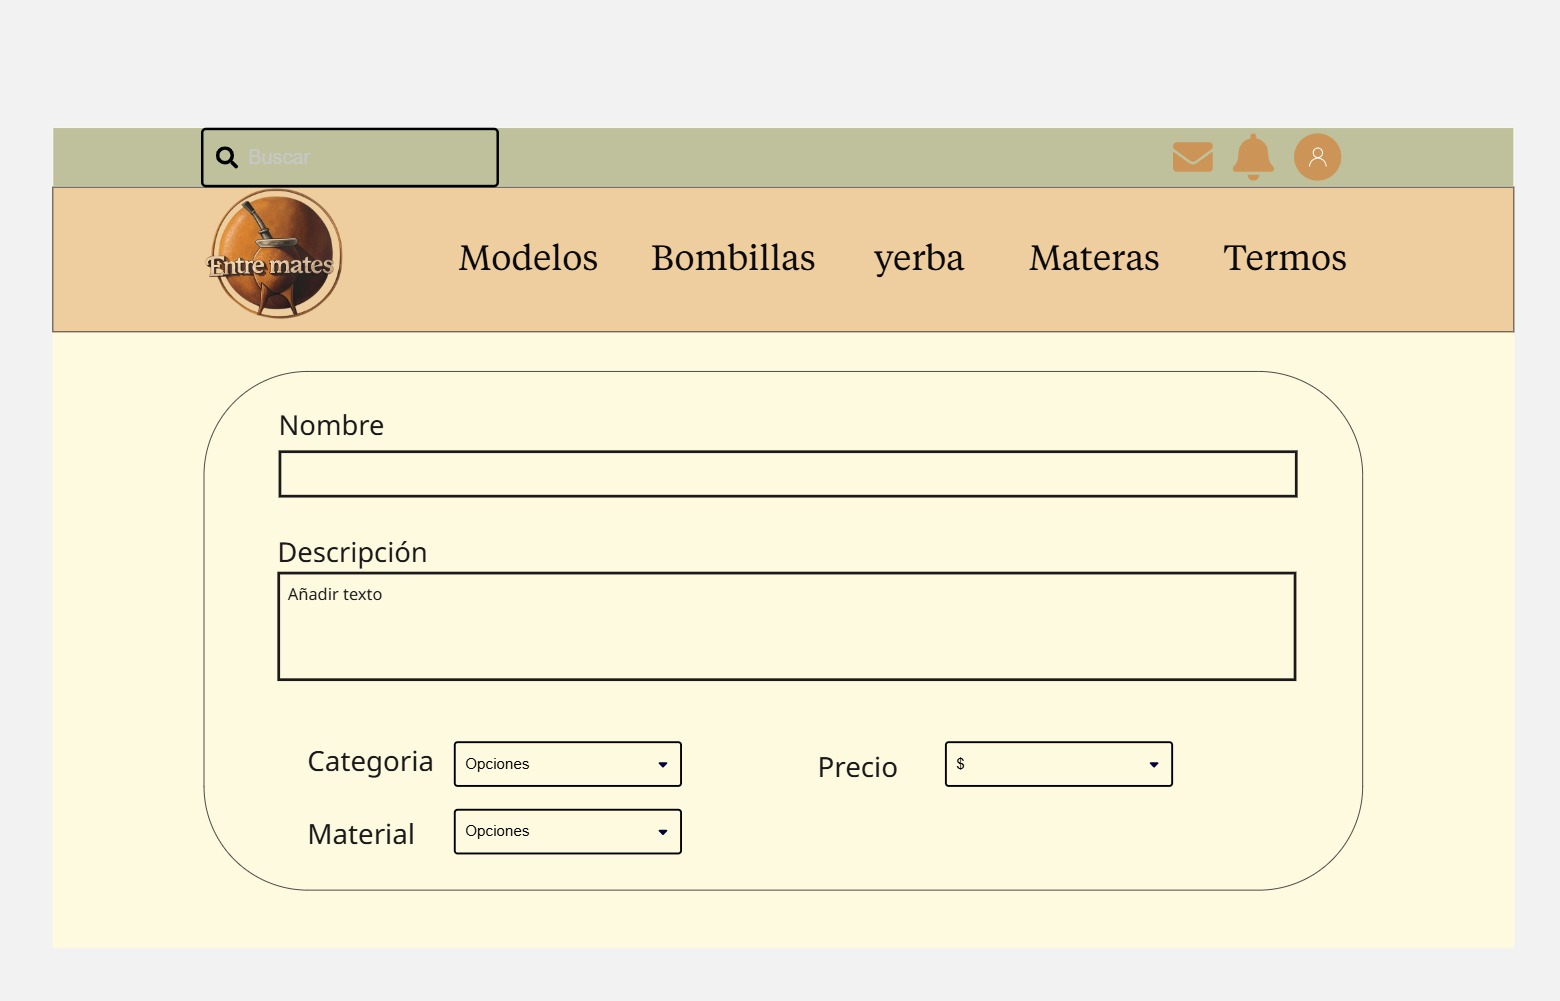 Buscar
Entre mates
Modelos Bombillas yerba Materas Termos
Nombre
Descripción
Añadir texto
Categoria Opciones Precio $
Material Opciones